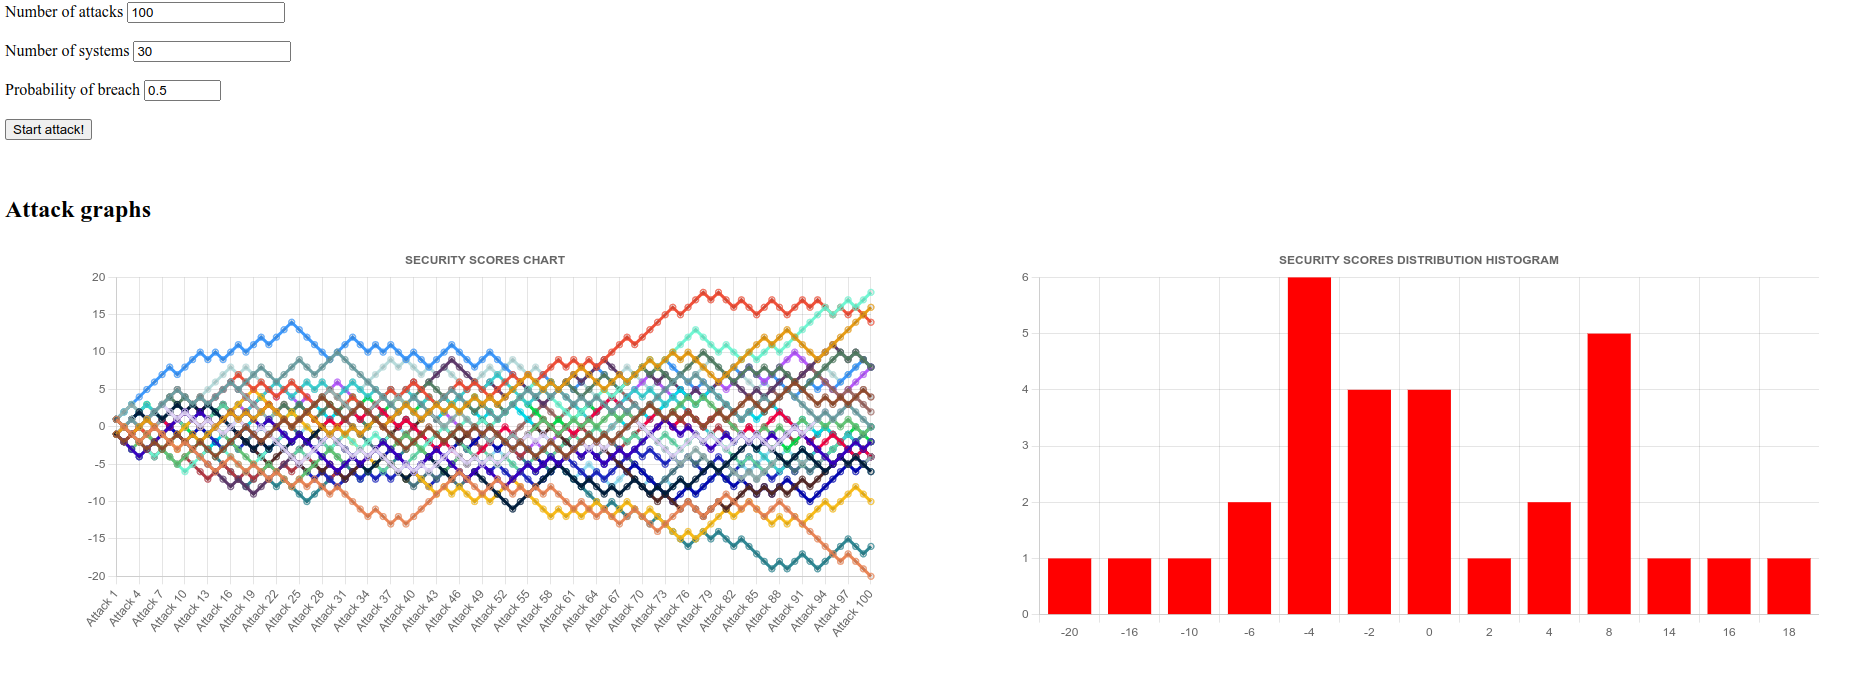 Number of attacks 100
Number of systems 30
Probability of breach 0.5
Start attack!
Attack graphs
SECURITY SCORES CHART
20
15
10
5
0
-5
-10
-15
-20
Attack 1 Attack 4 Attack 7 Attack 10 Attack 13 Attack 16 Attack 19 Attack 22 Attack 25 Attack 28 Attack 31 Attack 34 Attack 37 Attack 40 Attack 43 Attack 46 Attack 49 Attack 52 Attack 55 Attack 58 Attack 61 Attack 64 Attack 67 Attack 70 Attack 73 Attack 76 Attack 79 Attack 82 Attack 85 Attack 88 Attack 91 Attack 94 Attack 97 Attack 100
SECURITY SCORES DISTRIBUTION HISTOGRAM
6
5
4
3
2
1
0
-20 -16 -10 -6 -4 -2 0 2 4 8 14 16 18